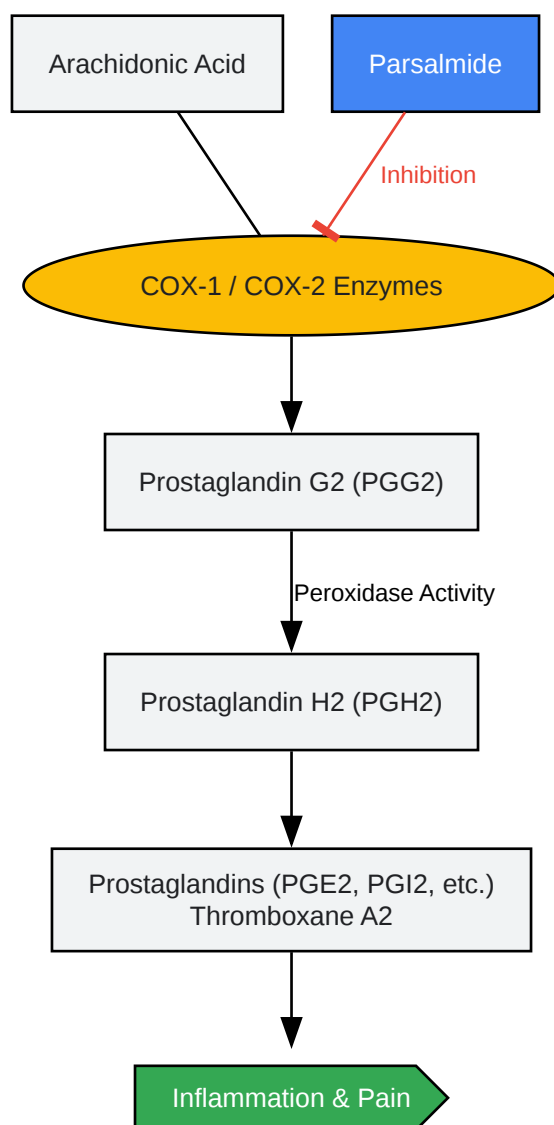 Arachidonic Acid
Parsalmide
Inhibition
COX-1 / COX-2 Enzymes
Prostaglandin G2 (PGG2)
Peroxidase Activity
Prostaglandin H2 (PGH2)
Prostaglandins (PGE2, PGI2, etc.)
Thromboxane A2
Inflammation & Pain